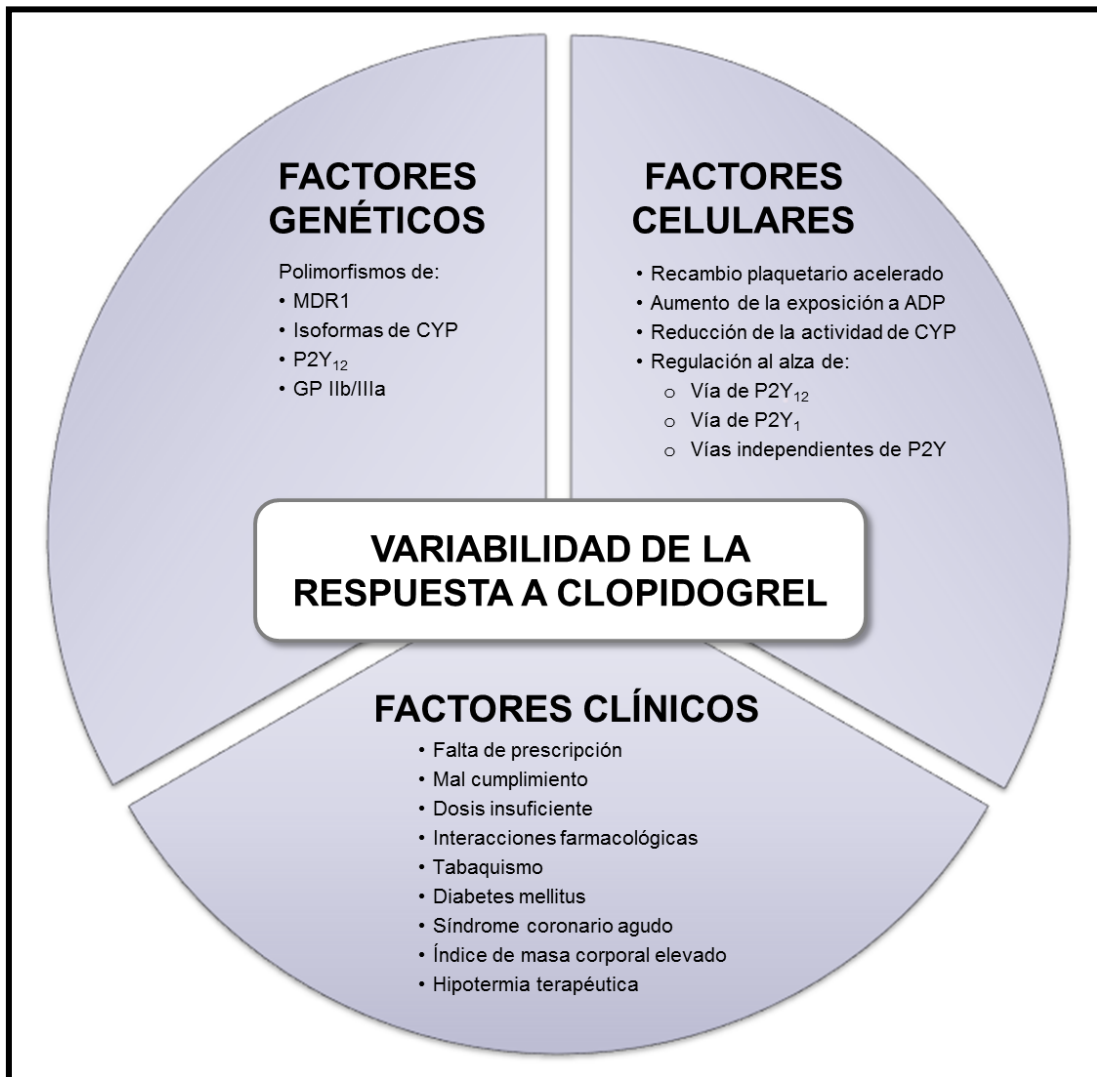 FACTORES
GENÉTICOS
Polimorfismos de:
• MDR1
• Isoformas de CYP
• P2Y₁₂
• GP IIb/IIIa
FACTORES
CELULARES
• Recambio plaquetario acelerado
• Aumento de la exposición a ADP
• Reducción de la actividad de CYP
• Regulación al alza de:
o Vía de P2Y₁₂
o Vía de P2Y₁
o Vías independientes de P2Y
VARIABILIDAD DE LA
RESPUESTA A CLOPIDOGREL
FACTORES CLÍNICOS
• Falta de prescripción
• Mal cumplimiento
• Dosis insuficiente
• Interacciones farmacológicas
• Tabaquismo
• Diabetes mellitus
• Síndrome coronario agudo
• Índice de masa corporal elevado
• Hipotermia terapéutica